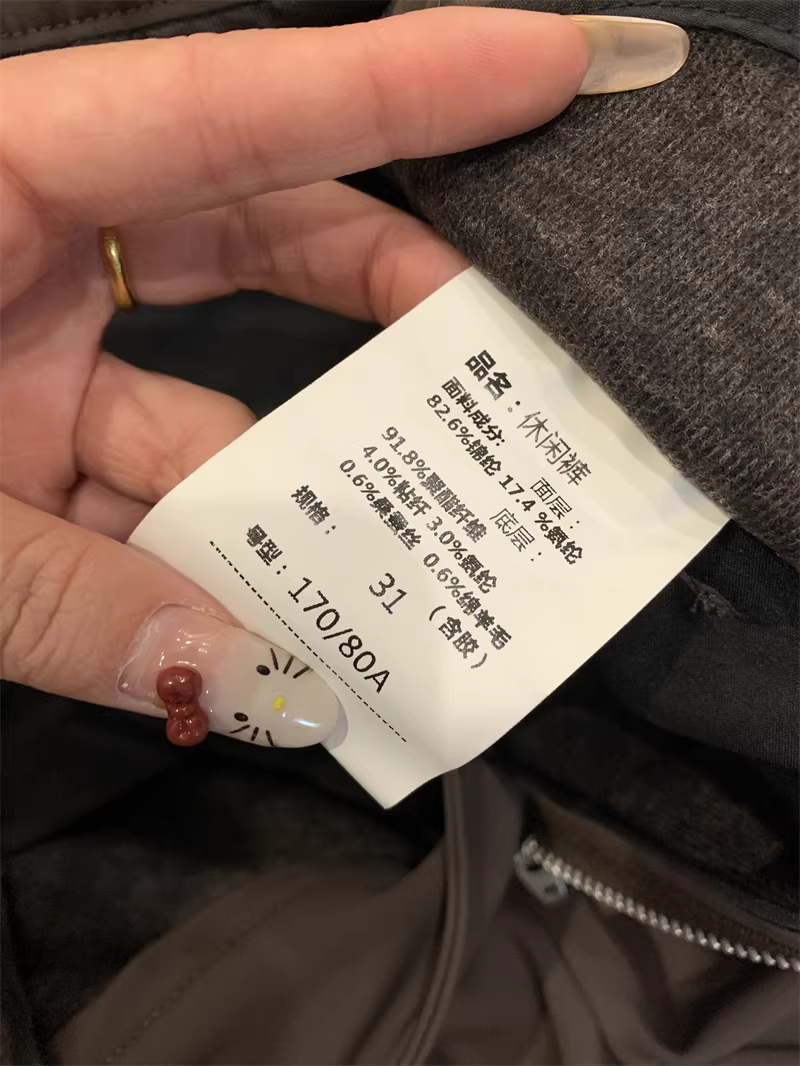 品名：休闲裤
面料成分: 面层：
82.6%锦纶 17.4 %氨纶
底层：
91.8%聚酯纤维
4.0%粘纤 3.0%氨纶
0.6%桑蚕丝 0.6%绵羊毛
（含胶）
规格： 31
号型：170/80A